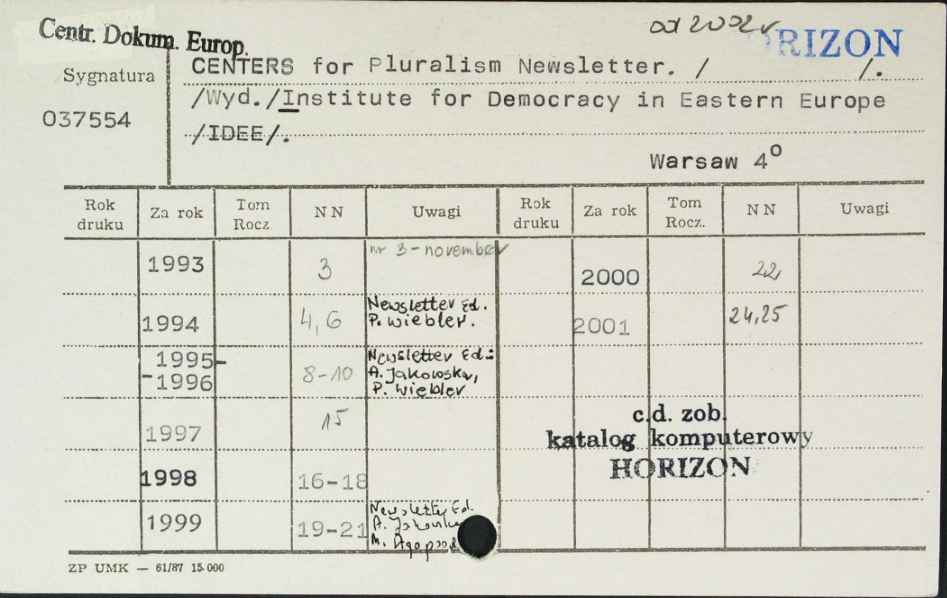 Centr. Dokum. Europ.
od 2002r
RIZON
Sygnatura
037554
CENTERS for Pluralism Newsletter. / /.
/Wyd./Institute for Democracy in Eastern Europe
/IDEE/.
Warsaw 4º
Rok druku Za rok Tom Rocz NN Uwagi Rok druku Za rok Tom Rocz. NN Uwagi
1993 3 nr 3-november 2000 22,
1994 4,6 Newsletter Ed. P. Wiebler. 2001 24,25
1995-
-1996 8-10 Newsletter Ed.: A. Jakowska, P. Wiebler
1997 15
1998 16-18
1999 19-21 Newsletter Ed. A. M.
c.d. zob.
katalog komputerowy
HORIZON
ZP UMK — 61/87 15.000